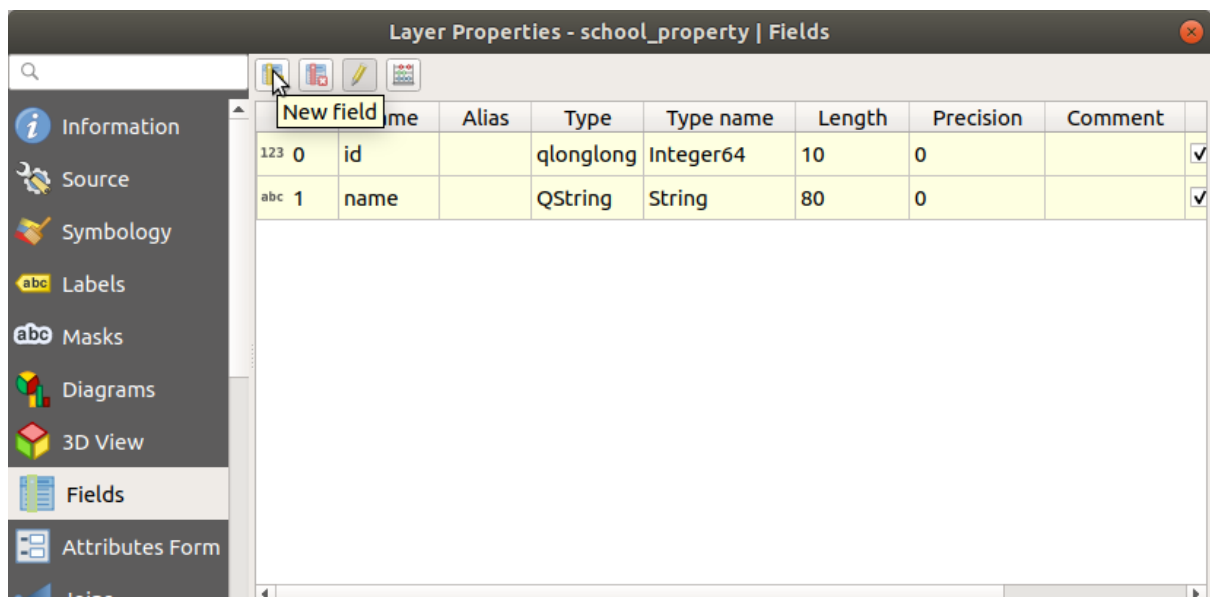 Layer Properties - school_property | Fields
Information
Source
Symbology
abc Labels
abc Masks
Diagrams
3D View
Fields
Attributes Form
New field
Alias Type Type name Length Precision Comment
123 0 id qlonglong Integer64 10 0
abc 1 name QString String 80 0